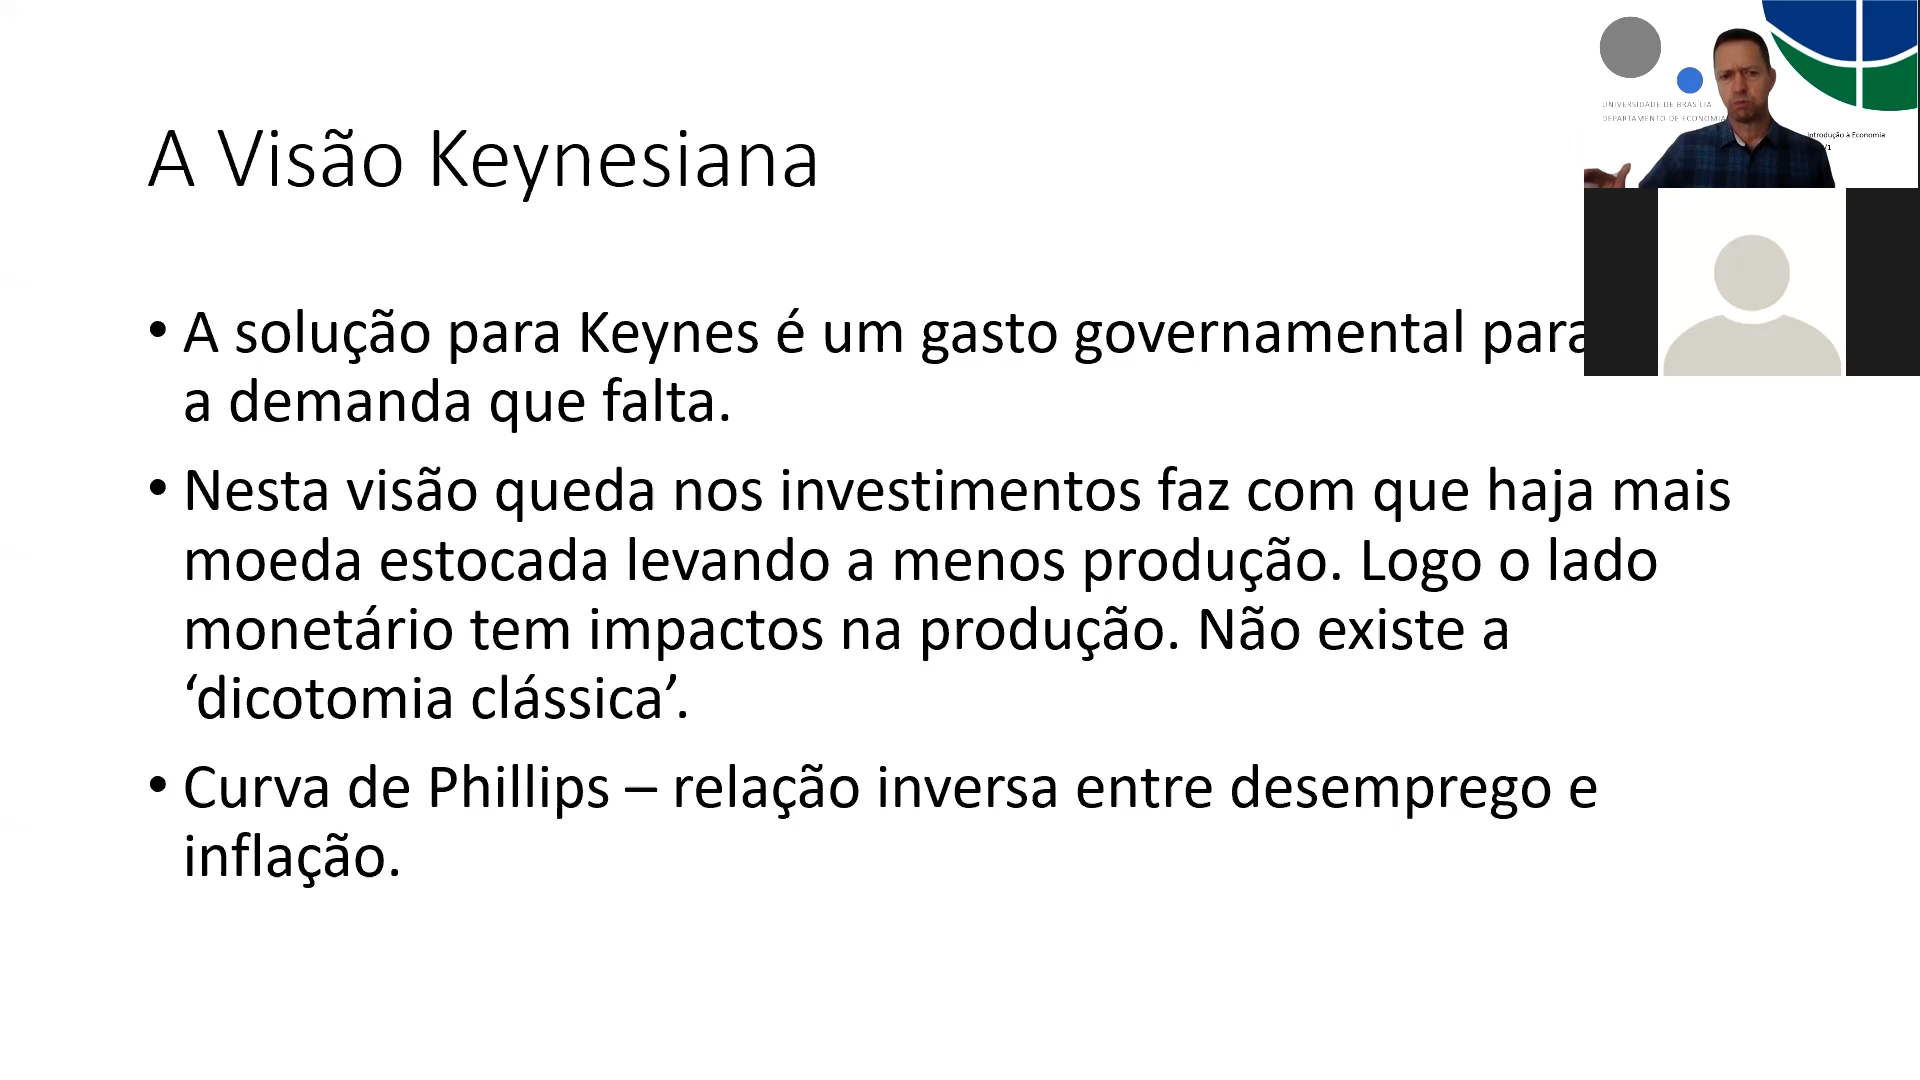 A Visão Keynesiana
• A solução para Keynes é um gasto governamental para
a demanda que falta.
• Nesta visão queda nos investimentos faz com que haja mais
moeda estocada levando a menos produção. Logo o lado
monetário tem impactos na produção. Não existe a
‘dicotomia clássica’.
• Curva de Phillips – relação inversa entre desemprego e
inflação.
UNIVERSIDADE DE BRASÍLIA
DEPARTAMENTO DE ECONOMIA
Introdução à Economia
/1